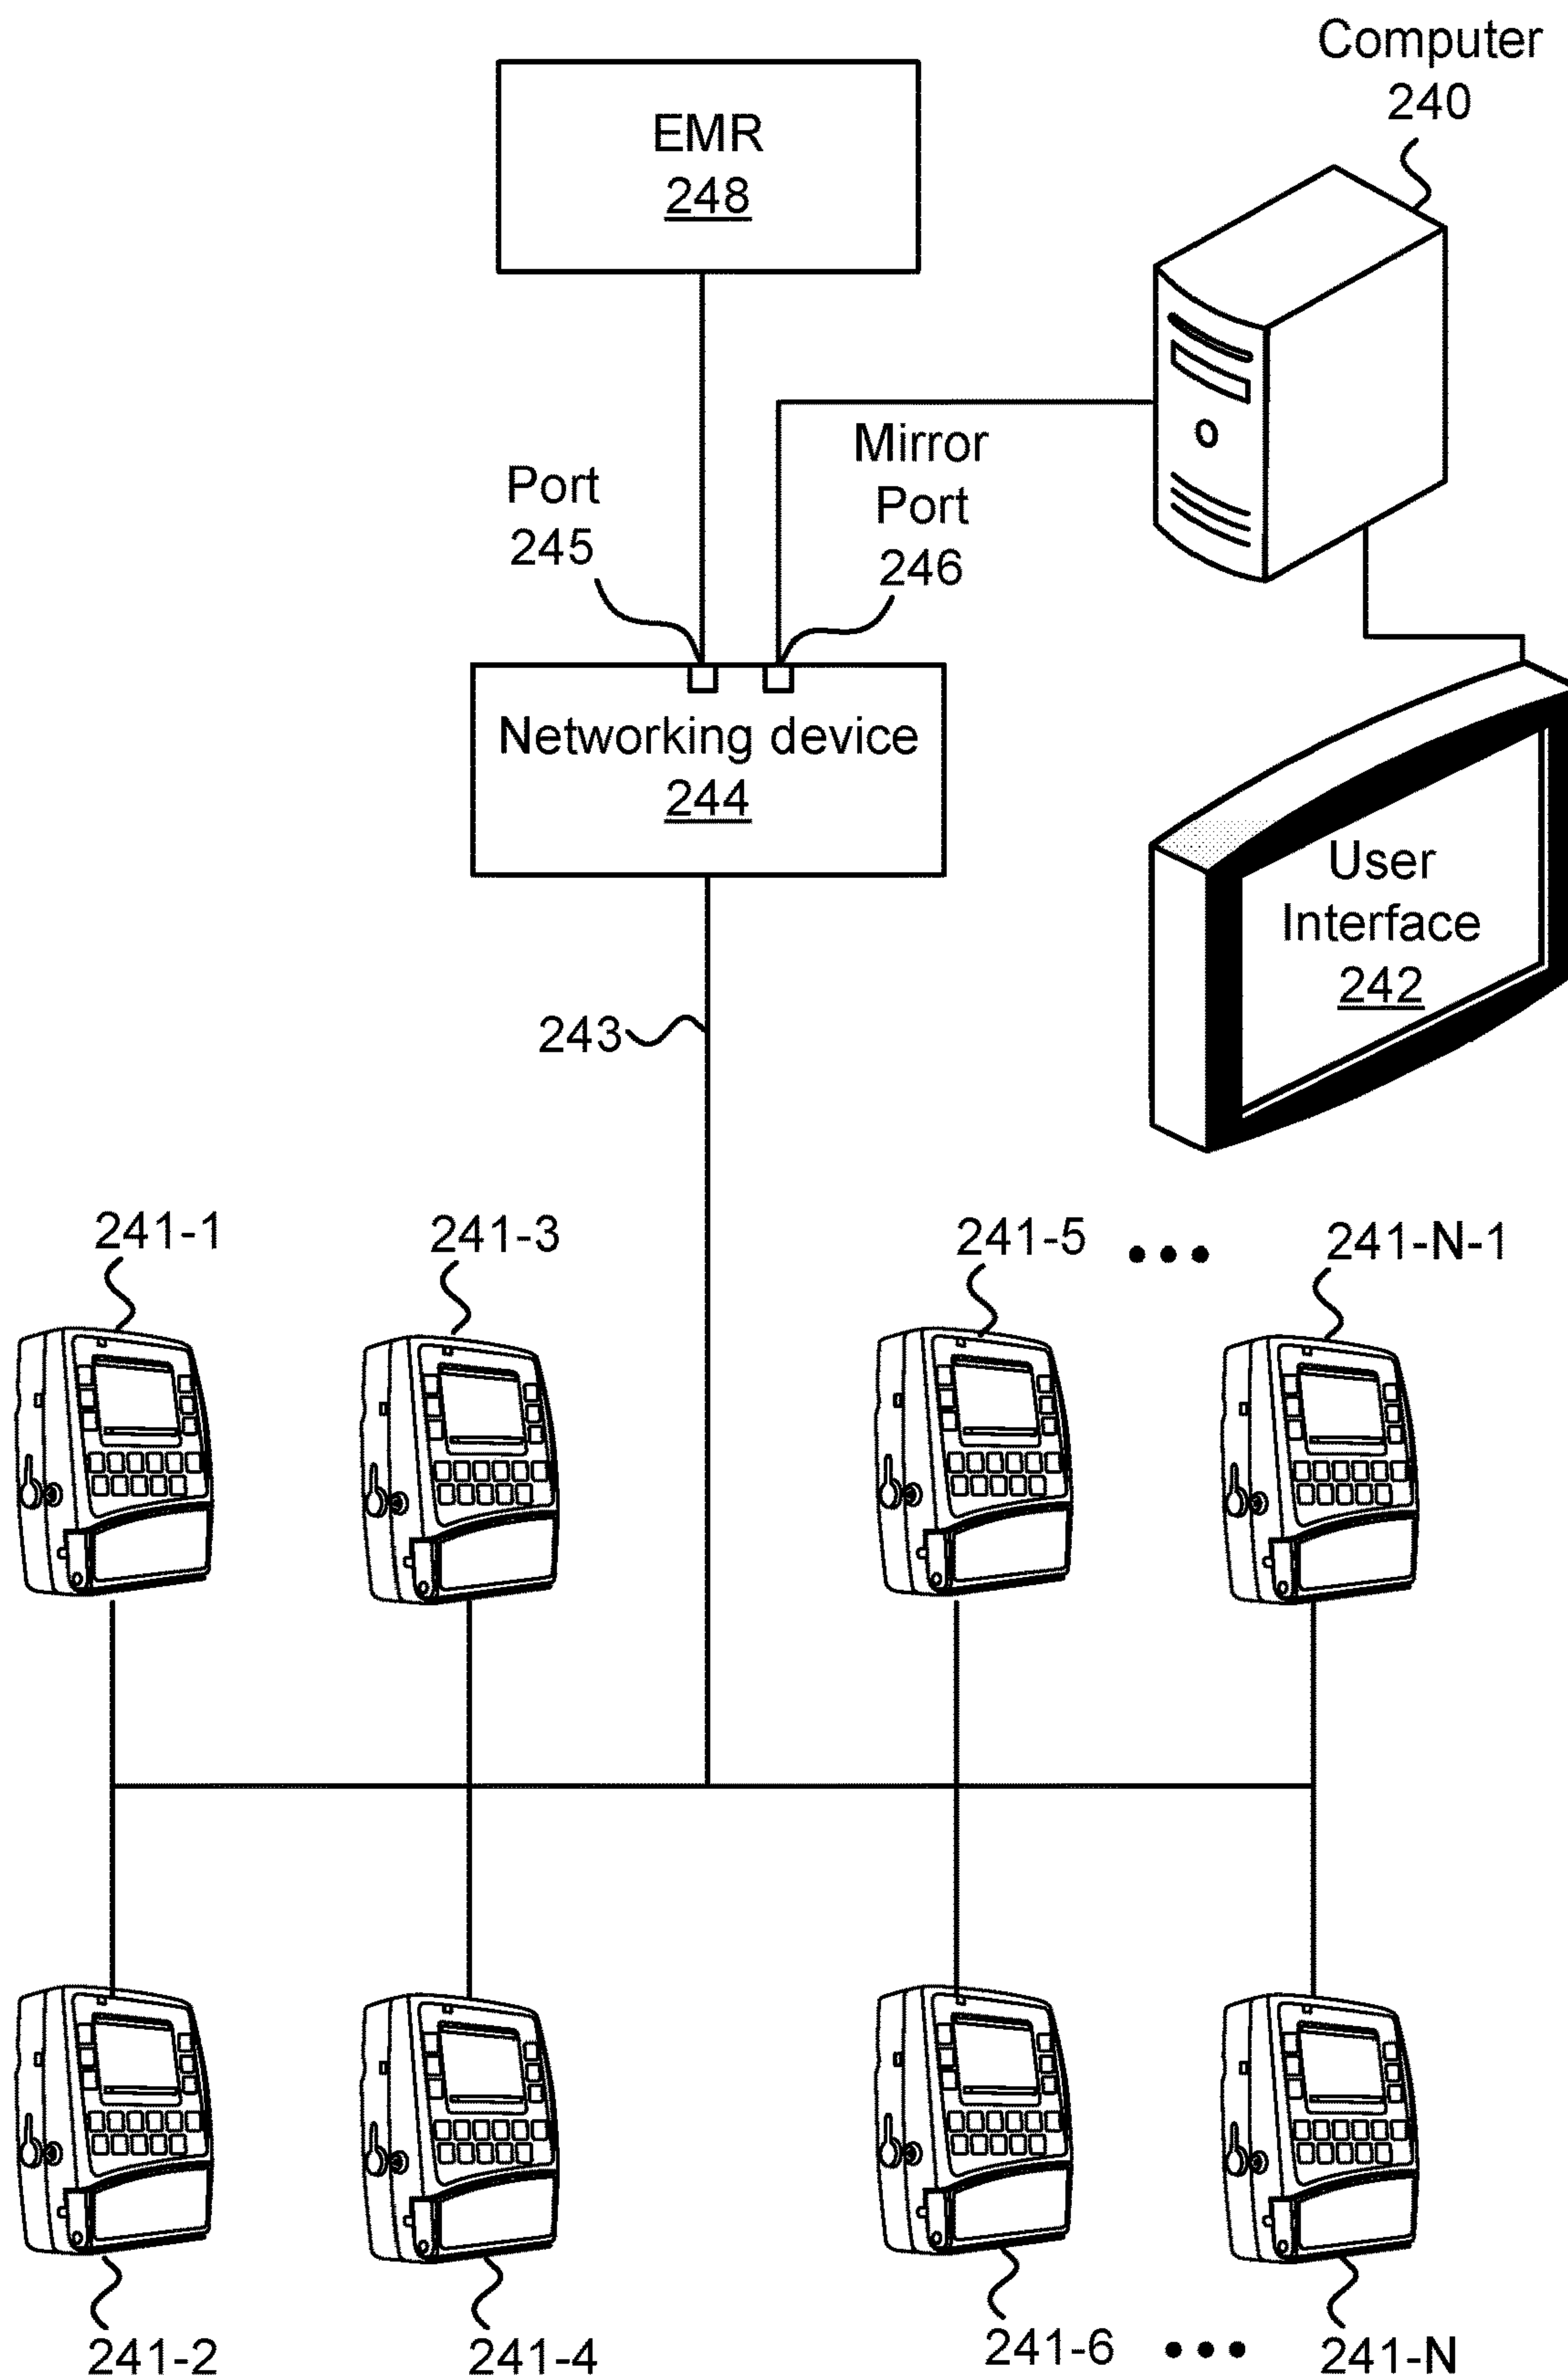 Computer
240
EMR
248
Mirror
Port
246
Port
245
Networking device
244
User
Interface
242
243
241-1
241-3
241-5 •••
241-N-1
241-2
241-4
241-6 •••
241-N